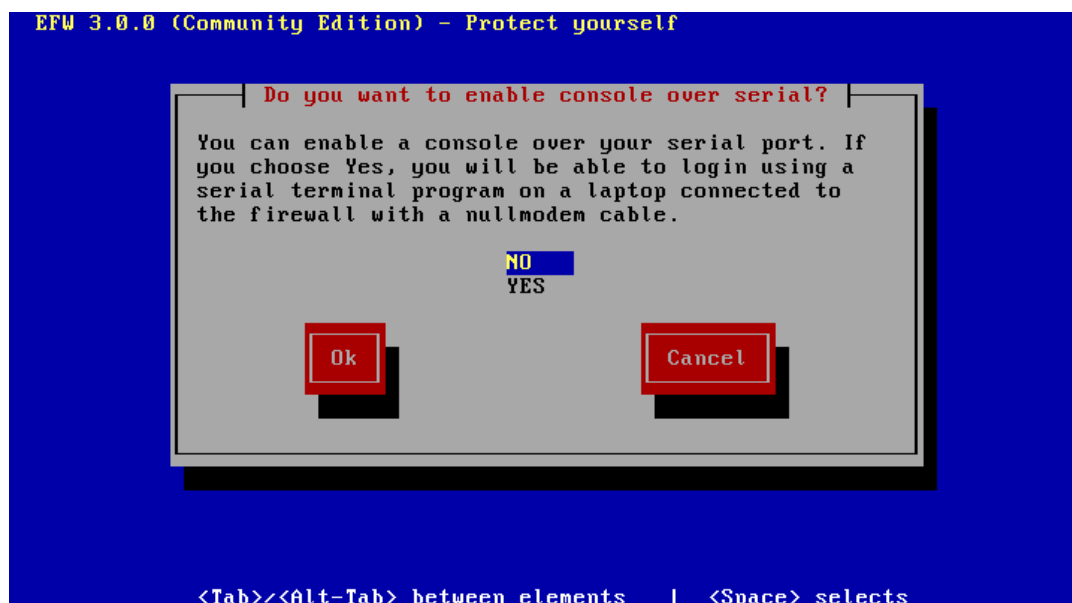 EFW 3.0.0 (Community Edition) - Protect yourself
Do you want to enable console over serial?
You can enable a console over your serial port. If
you choose Yes, you will be able to login using a
serial terminal program on a laptop connected to
the firewall with a nullmodem cable.
NO
YES
Ok Cancel
<Tab>/<Alt-Tab> between elements | <Space> selects